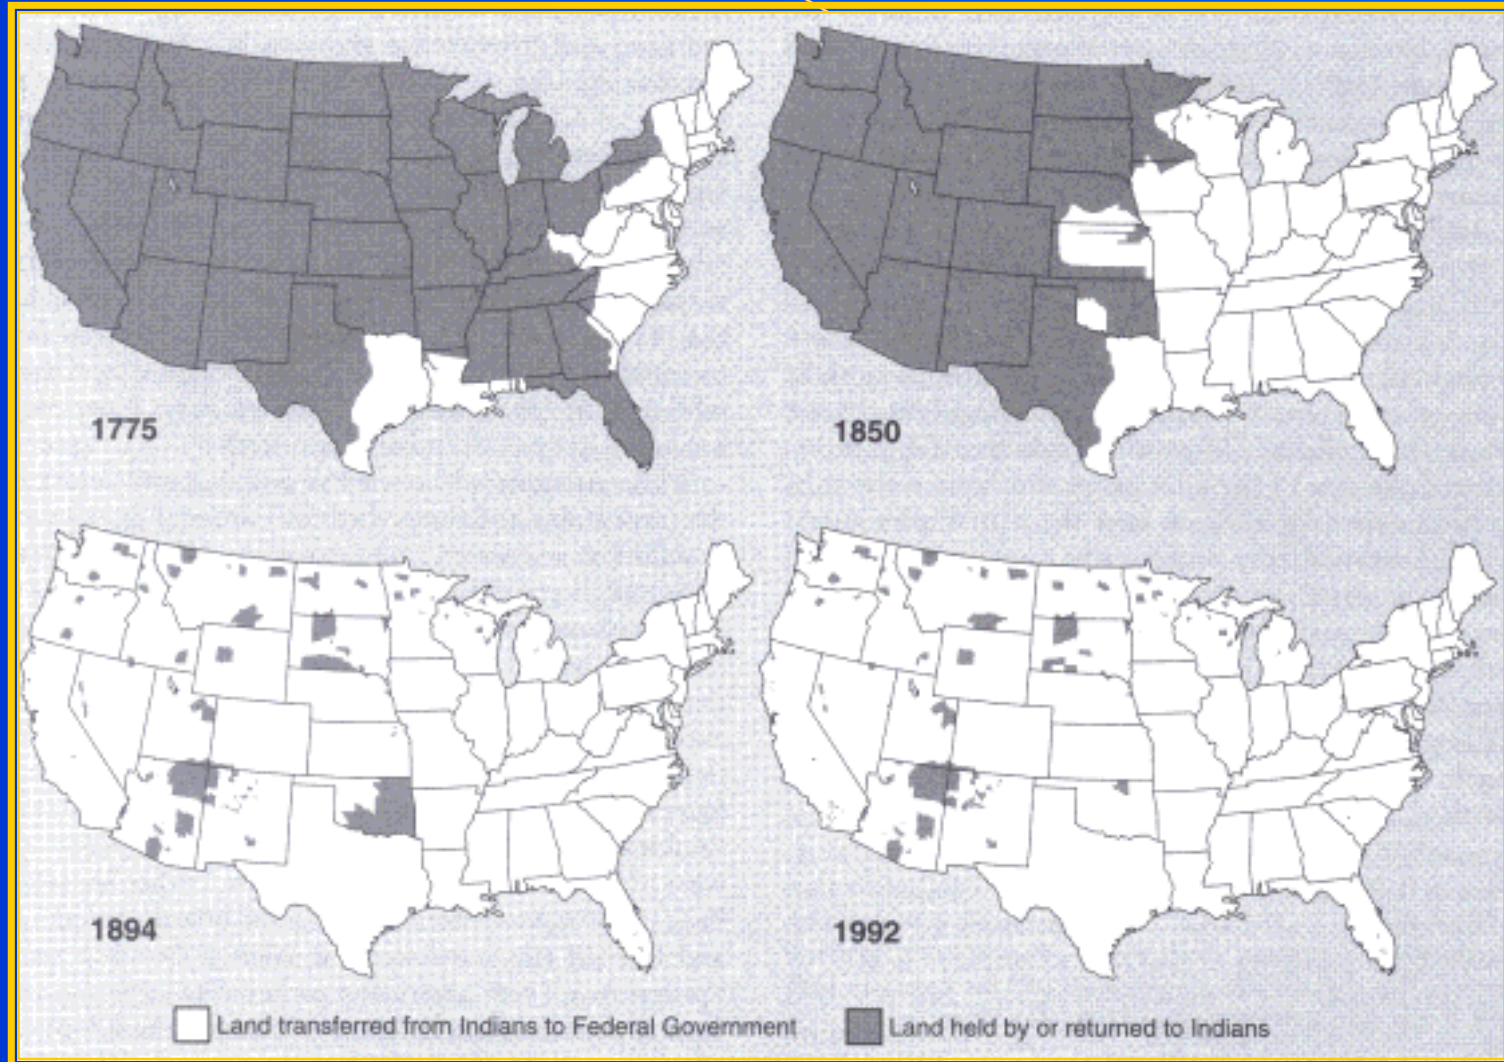 1775
1850
1894
1992
Land transferred from Indians to Federal Government
Land held by or returned to Indians